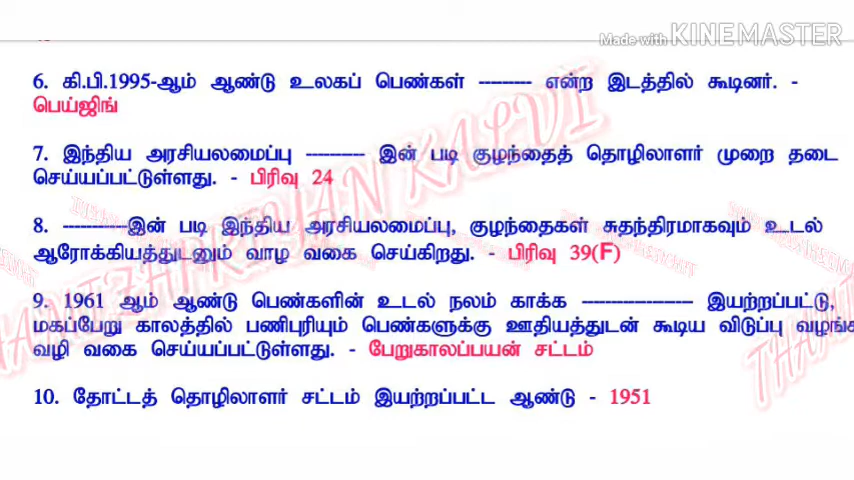 Made with KINEMASTER
6. கி.பி.1995-ஆம் ஆண்டு உலகப் பெண்கள் --------- என்ற இடத்தில் கூடினர். -
பெய்ஜிங்
7. இந்திய அரசியலமைப்பு ---------- இன் படி குழந்தைத் தொழிலாளர் முறை தடை
செய்யப்பட்டுள்ளது. - பிரிவு 24
8. -----------இன் படி இந்திய அரசியலமைப்பு, குழந்தைகள் சுதந்திரமாகவும் உடல்
ஆரோக்கியத்துடனும் வாழ வகை செய்கிறது. - பிரிவு 39(F)
9. 1961 ஆம் ஆண்டு பெண்களின் உடல் நலம் காக்க ------------------- இயற்றப்பட்டு,
மகப்பேறு காலத்தில் பணிபுரியும் பெண்களுக்கு ஊதியத்துடன் கூடிய விடுப்பு
வழி வகை செய்யப்பட்டுள்ளது. - பேறுகாலப்பயன் சட்டம்
10. தோட்டத் தொழிலாளர் சட்டம் இயற்றப்பட்ட ஆண்டு - 1951